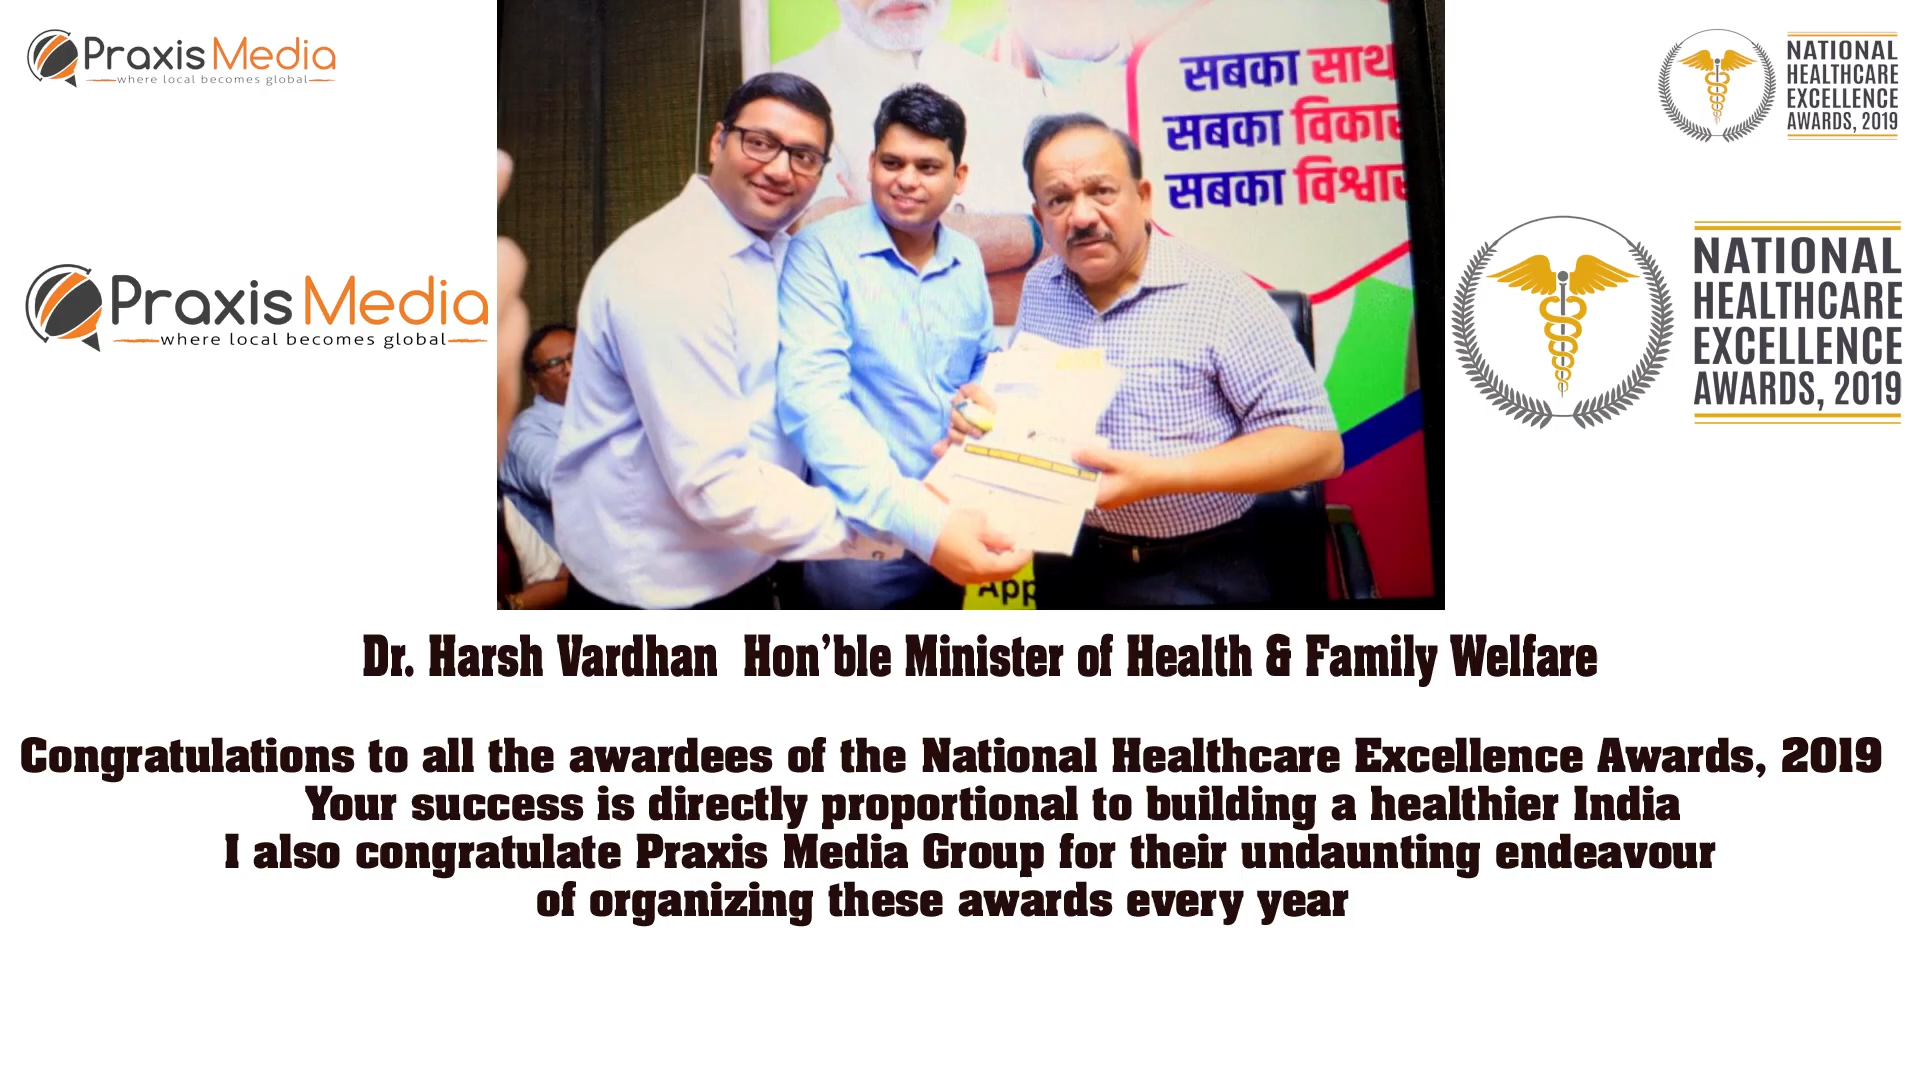 Praxis Media
where local becomes global
NATIONAL
HEALTHCARE
EXCELLENCE
AWARDS, 2019
सबका साथ
सबका
सबका
Praxis Media
where local becomes global
NATIONAL
HEALTHCARE
EXCELLENCE
AWARDS, 2019
App
Dr. Harsh Vardhan Hon’ble Minister of Health & Family Welfare
Congratulations to all the awardees of the National Healthcare Excellence Awards, 2019
Your success is directly proportional to building a healthier India
I also congratulate Praxis Media Group for their undaunting endeavour
of organizing these awards every year